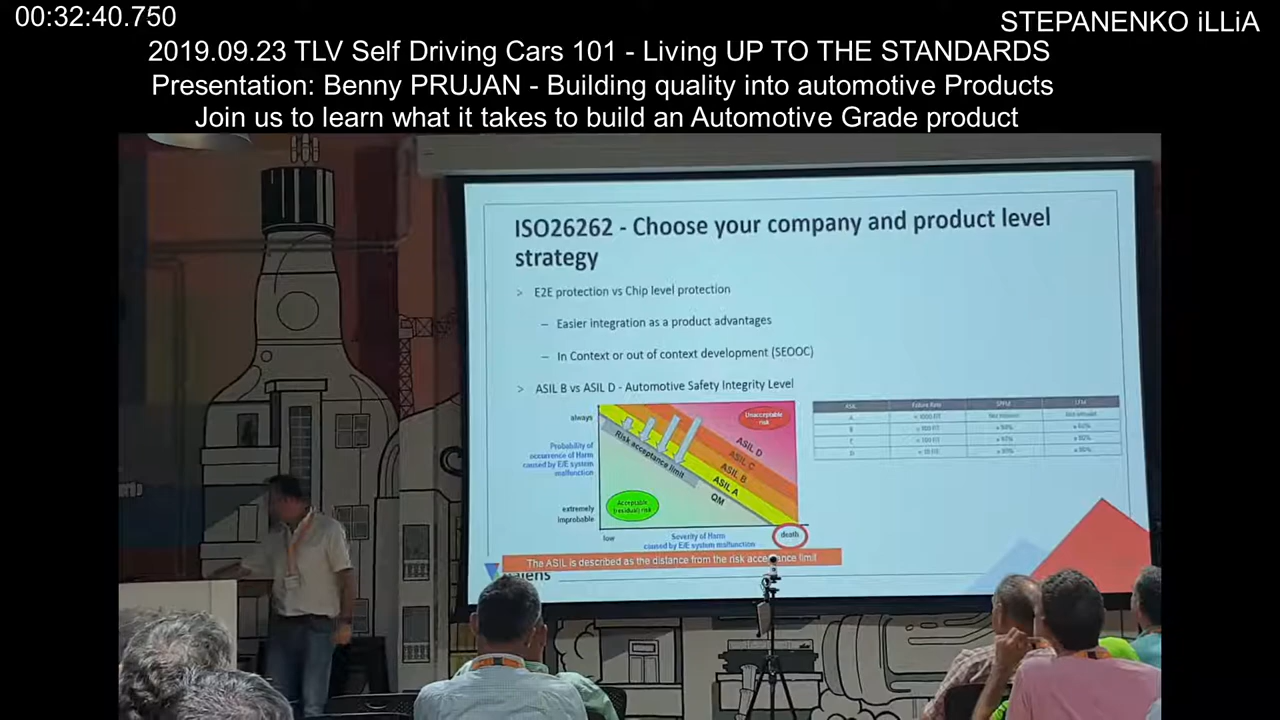 00:32:40.750
STEPANENKO iLLiA
2019.09.23 TLV Self Driving Cars 101 - Living UP TO THE STANDARDS
Presentation: Benny PRUJAN - Building quality into automotive Products
Join us to learn what it takes to build an Automotive Grade product
ISO26262 - Choose your company and product level
strategy
> E2E protection vs Chip level protection
– Easier integration as a product advantages
– In Context or out of context development (SEOOC)
> ASIL B vs ASIL D - Automotive Safety Integrity Level
always
Probability of
occurrence of Harm
caused by E/E system
malfunction
extremely
improbable
Unacceptable
risk
Risk acceptance limit
ASIL D
ASIL C
ASIL B
ASIL A
QM
Acceptable
(residual) risk
low
Severity of Harm
caused by E/E system malfunction
death
The ASIL is described as the distance from the risk acceptance limit
ASIL Failure Rate SPFM LFM
A
B
C
D